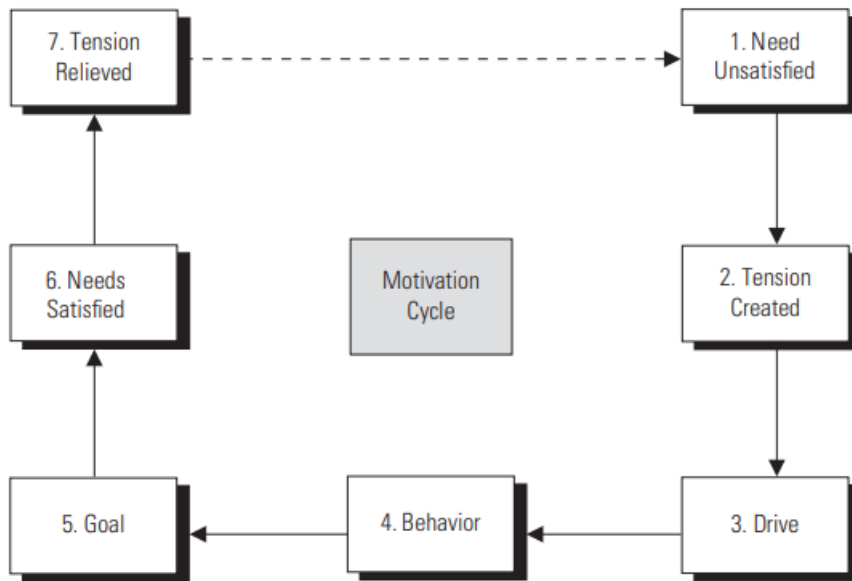 7. Tension
Relieved
1. Need
Unsatisfied
6. Needs
Satisfied
Motivation
Cycle
2. Tension
Created
5. Goal
4. Behavior
3. Drive